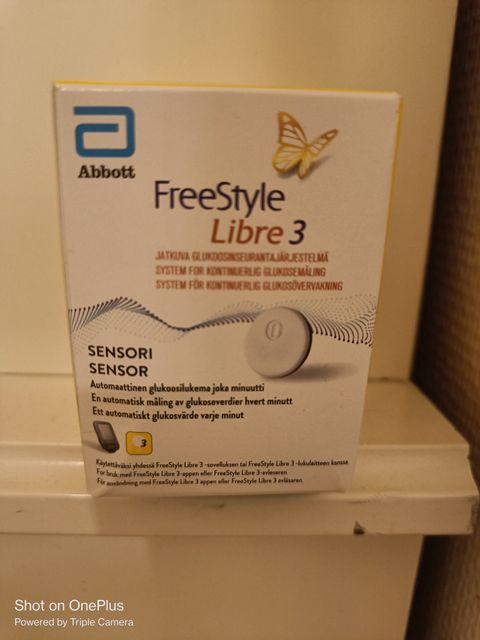 Abbott
FreeStyle
Libre 3
JATKUVA GLUKOOSINSEURANTAJÄRJESTELMÄ
SYSTEM FOR KONTINUERLIG GLUKOSEMÅLING
SYSTEM FÖR KONTINUERLIG GLUKOSÖVERVAKNING
SENSORI
SENSOR
Automaattinen glukoosilukema joka minuutti
En automatisk måling av glukoseverdier hvert minutt
Ett automatiskt glukosvärde varje minut
3
Käytettäväksi yhdessä FreeStyle Libre 3 -sovelluksen tai FreeStyle Libre 3 -lukulaitteen kanssa.
For bruk med FreeStyle Libre 3-appen eller FreeStyle Libre 3-avleseren.
För användning med FreeStyle Libre 3 appen eller FreeStyle Libre 3 avläsaren.
Shot on OnePlus
Powered by Triple Camera